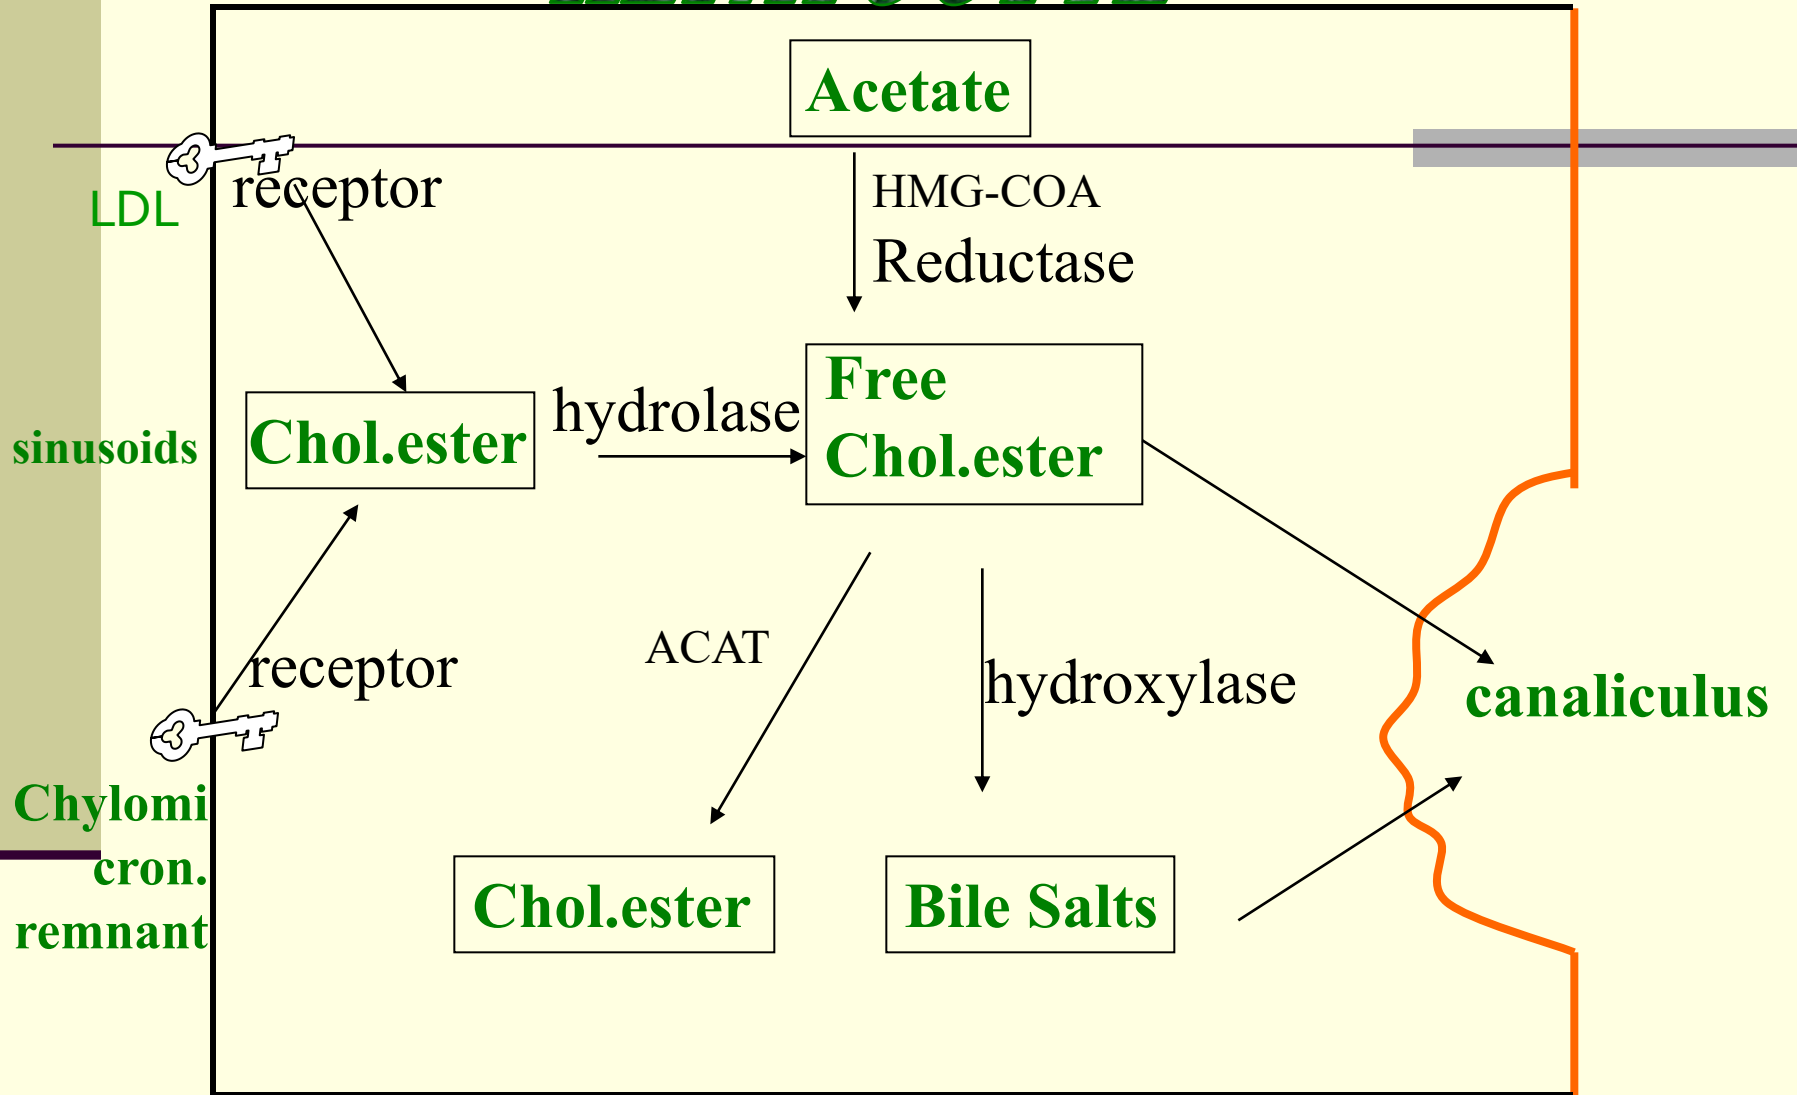 Acetate
LDL
receptor
HMG-COA
Reductase
sinusoids
Chol.ester
hydrolase
Free
Chol.ester
receptor
ACAT
hydroxylase
canaliculus
Chylomi
cron.
remnant
Chol.ester
Bile Salts